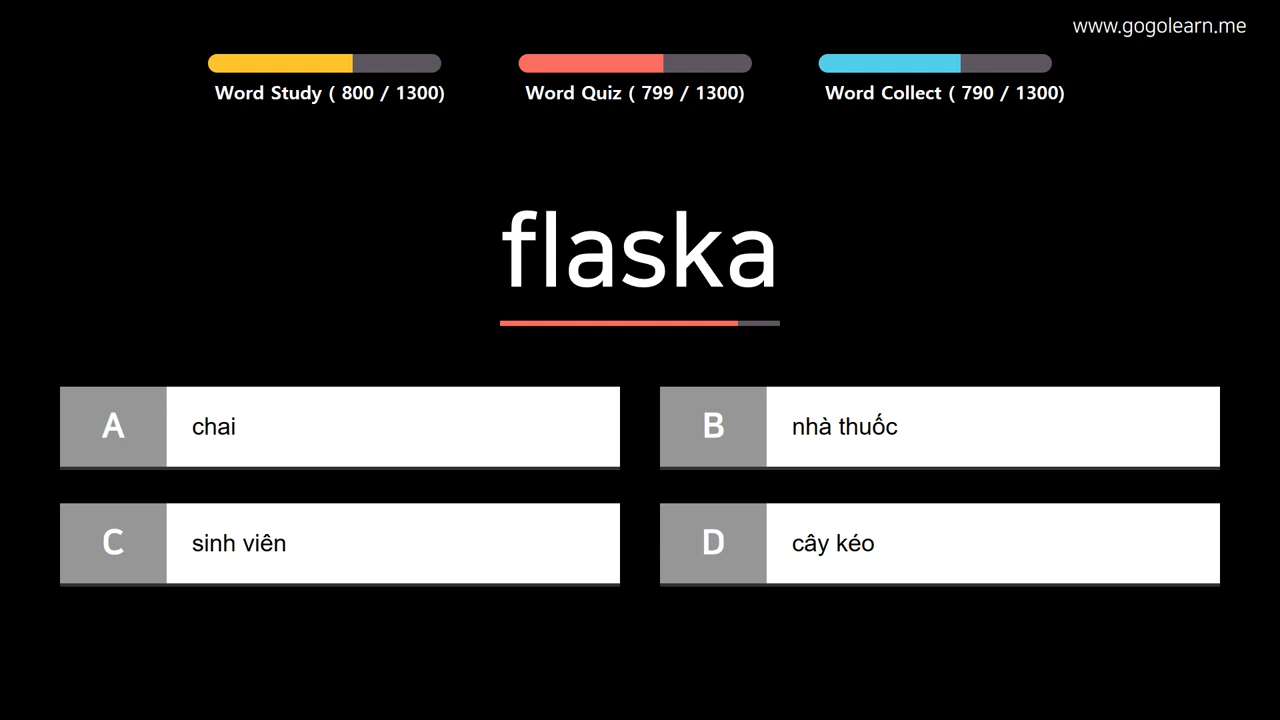 www.gogolearn.me
Word Study ( 800 / 1300)
Word Quiz ( 799 / 1300)
Word Collect ( 790 / 1300)
flaska
A chai
B nhà thuốc
C sinh viên
D cây kéo